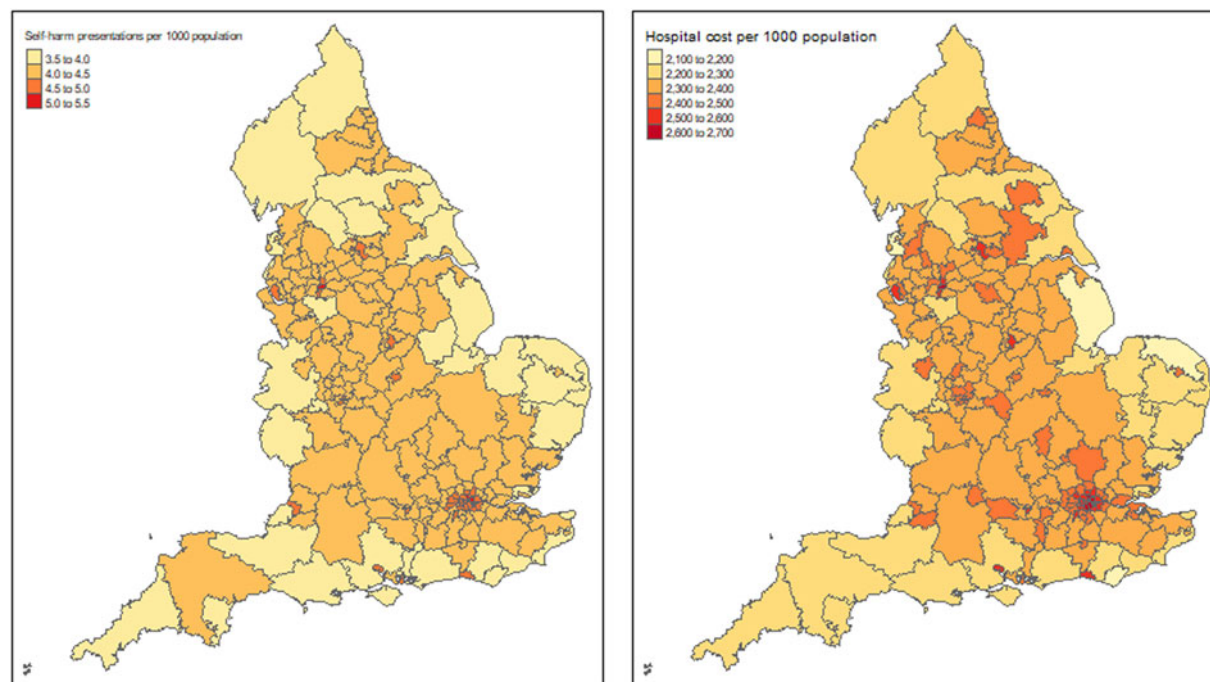 Self-harm presentations per 1000 population
3.5 to 4.0
4.0 to 4.5
4.5 to 5.0
5.0 to 5.5
Hospital cost per 1000 population
2,100 to 2,200
2,200 to 2,300
2,300 to 2,400
2,400 to 2,500
2,500 to 2,600
2,600 to 2,700